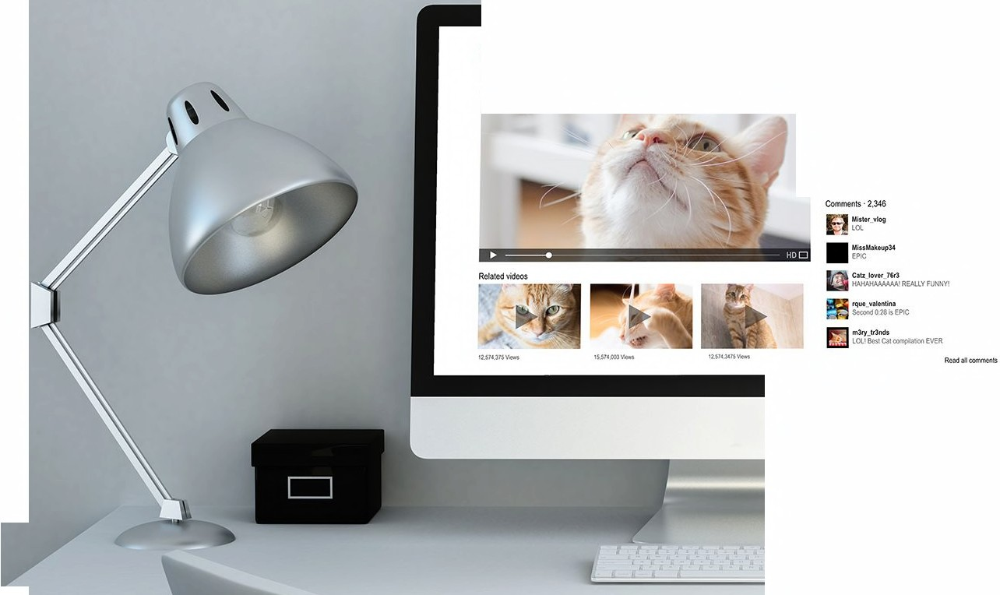 HD
Related videos
12,574,375 Views
15,574,003 Views
12,574.3475 Views
Comments · 2,346
Mister_vlog
LOL
MissMakeup34
EPIC
Catz_lover_76r3
HAHAHAAAAAA! REALLY FUNNY!
rque_valentina
Second 0:28 is EPIC
m3ry_tr3nds
LOL! Best Cat compilation EVER
Read all comments